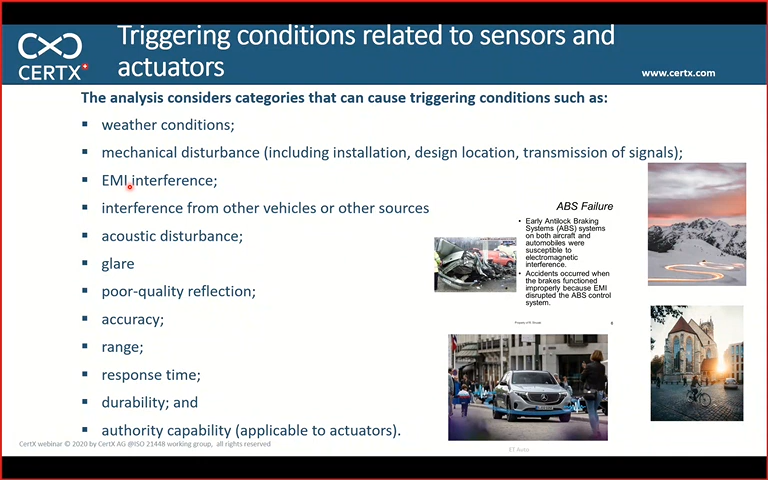 Triggering conditions related to sensors and
actuators
CERTX
www.certx.com
The analysis considers categories that can cause triggering conditions such as:
weather conditions;
mechanical disturbance (including installation, design location, transmission of signals);
EMI interference;
interference from other vehicles or other sources
acoustic disturbance;
glare
poor-quality reflection;
accuracy;
range;
response time;
durability; and
authority capability (applicable to actuators).
ABS Failure
Early Antilock Braking
Systems (ABS) systems
on both aircraft and
automobiles were
susceptible to
electromagnetic
interference.
Accidents occurred when
the brakes functioned
improperly because EMI
disrupted the ABS control
system.
CertX webinar © 2020 by CertX AG @ISO 21448 working group, all rights reserved
ET Auto